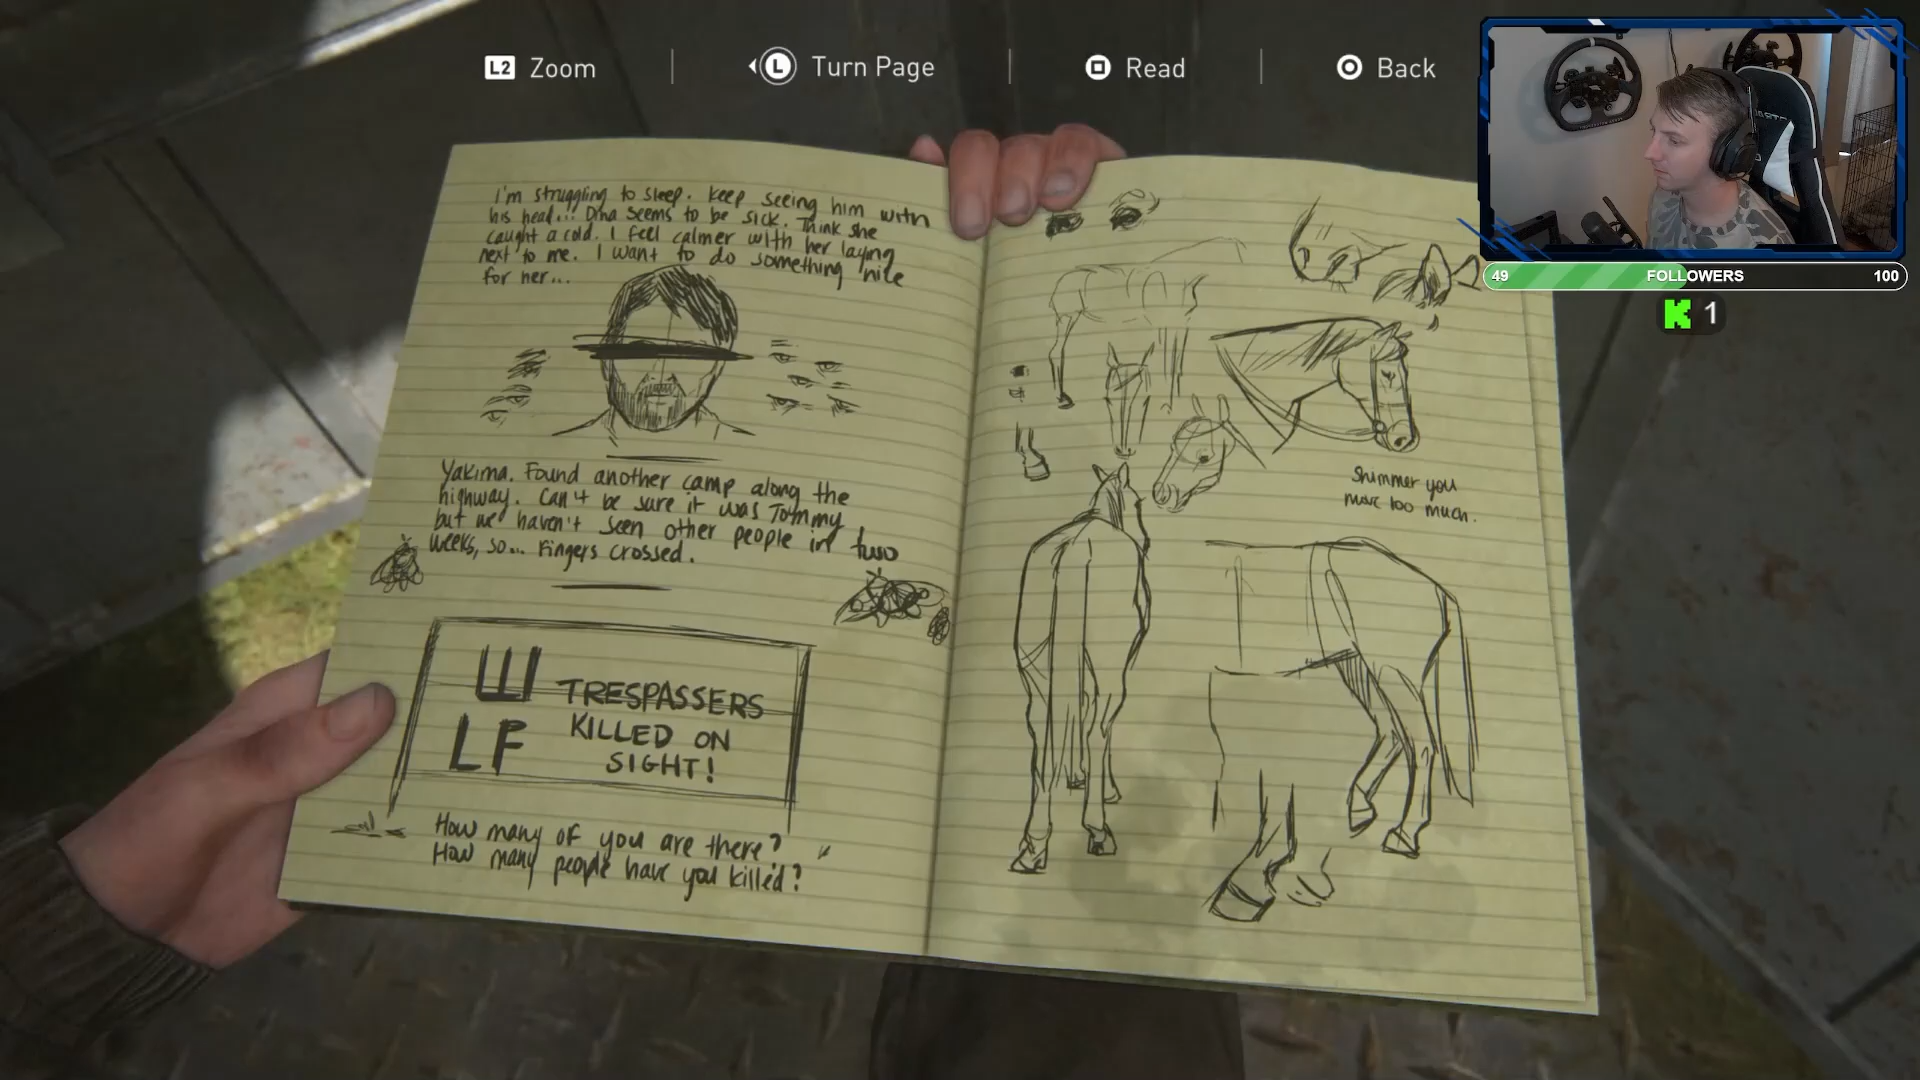 L2 Zoom
L Turn Page
Read
Back
49 FOLLOWERS 100
K 1
I'm struggling to sleep. Keep seeing him with
his head... Dina seems to be sick. Think she
caught a cold. I feel calmer with her laying
next to me. I want to do something nice
for her...
Yakima. Found another camp along the
highway. Can't be sure it was Tommy
but we haven't seen other people in two
weeks, so... Fingers crossed.
W
LF
TRESPASSERS
KILLED ON
SIGHT!
How many of you are there?
How many people have you killed?
Shimmer you
move too much.